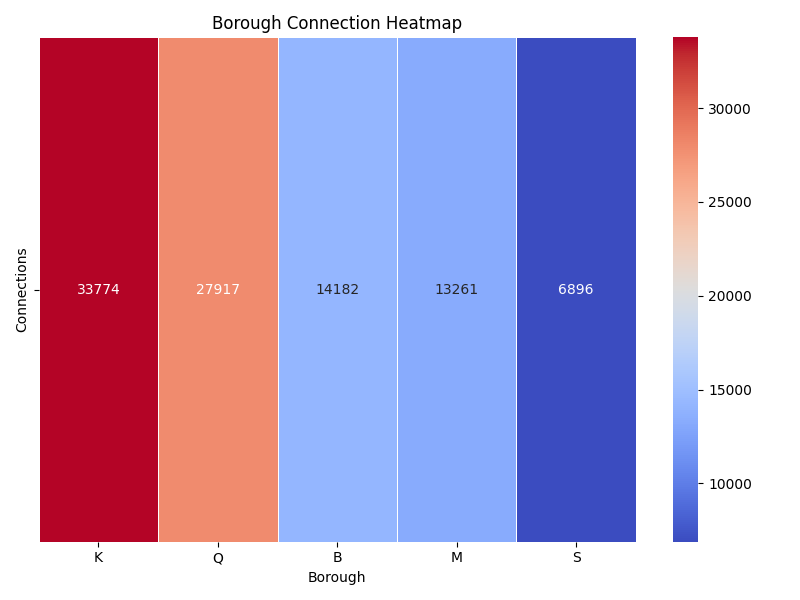 Borough Connection Heatmap
Connections
33774 27917 14182 13261 6896
K Q B M S
Borough
30000
25000
20000
15000
10000